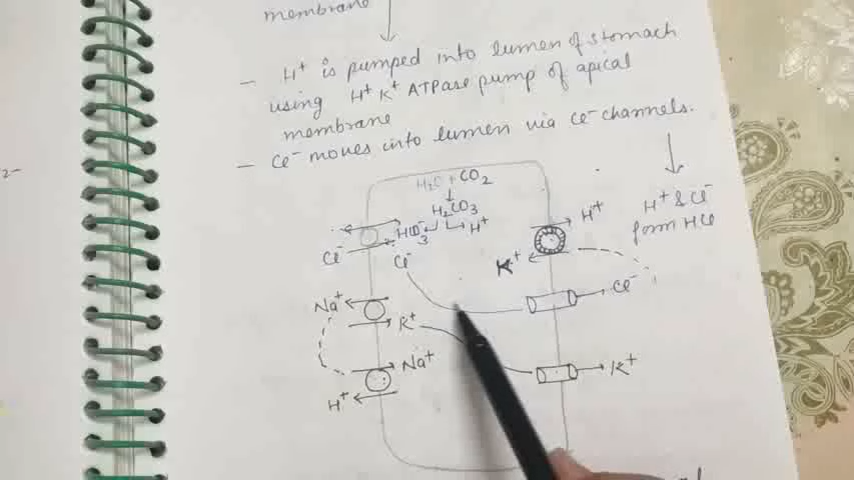 membrane
- H⁺ is pumped into lumen of stomach
using H⁺ K⁺ ATPase pump of apical
membrane
- Cl⁻ moves into lumen via Cl⁻ channels.
H⁺ & Cl⁻
form HCl
H₂O + CO₂
H₂CO₃
HCO₃⁻ H⁺
Cl⁻ Cl⁻
H⁺
K⁺
Cl⁻
Na⁺ K⁺
Na⁺
H⁺
K⁺
2-